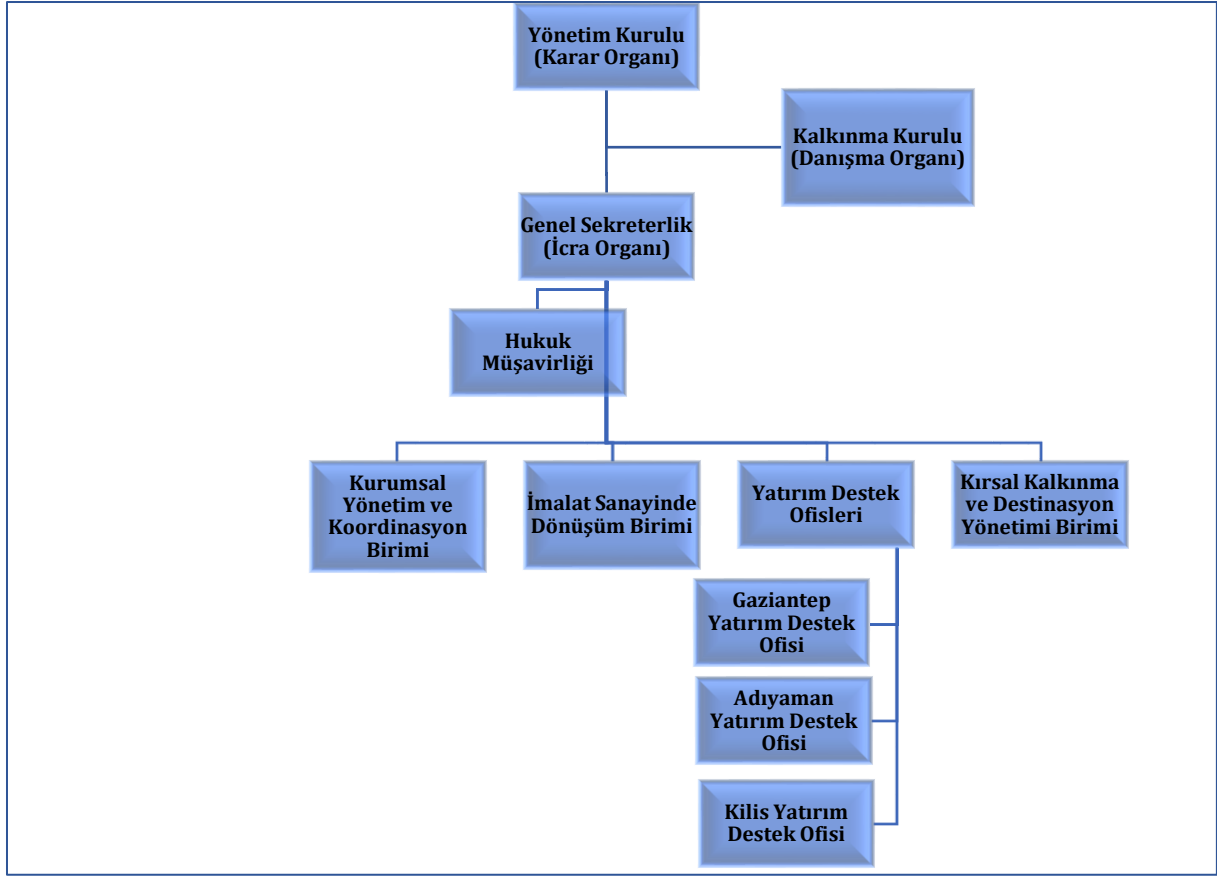 Yönetim Kurulu
(Karar Organı)
Kalkınma Kurulu
(Danışma Organı)
Genel Sekreterlik
(İcra Organı)
Hukuk
Müşavirliği
Kurumsal
Yönetim ve
Koordinasyon
Birimi
İmalat Sanayinde
Dönüşüm Birimi
Yatırım Destek
Ofisleri
Kırsal Kalkınma
ve Destinasyon
Yönetimi Birimi
Gaziantep
Yatırım Destek
Ofisi
Adıyaman
Yatırım Destek
Ofisi
Kilis Yatırım
Destek Ofisi